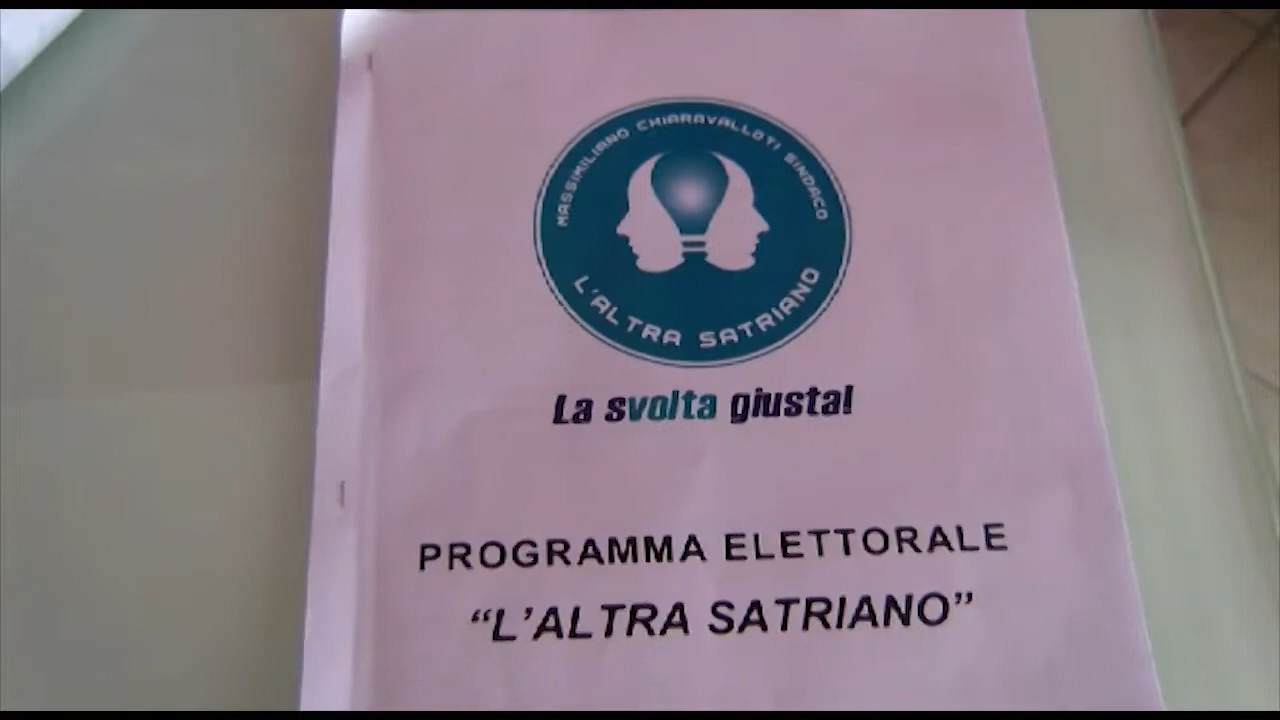 MASSIMILIANO CHIARAVALLOTI SINDACO
L'ALTRA SATRIANO
La svolta giusta!
PROGRAMMA ELETTORALE
“L’ALTRA SATRIANO”